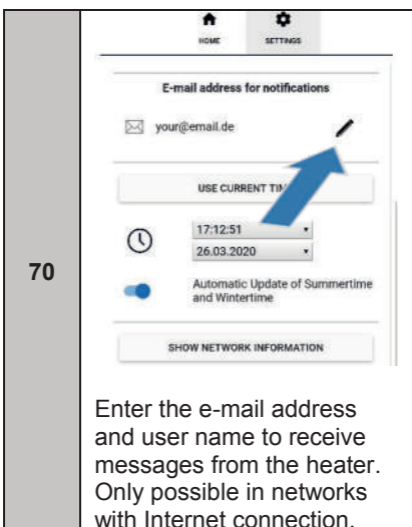 HOME SETTINGS
E-mail address for notifications
your@email.de
USE CURRENT
17:12:51
26.03.2020
70
Automatic Update of Summertime
and Wintertime
SHOW NETWORK INFORMATION
Enter the e-mail address
and user name to receive
messages from the heater.
Only possible in networks
with Internet connection.